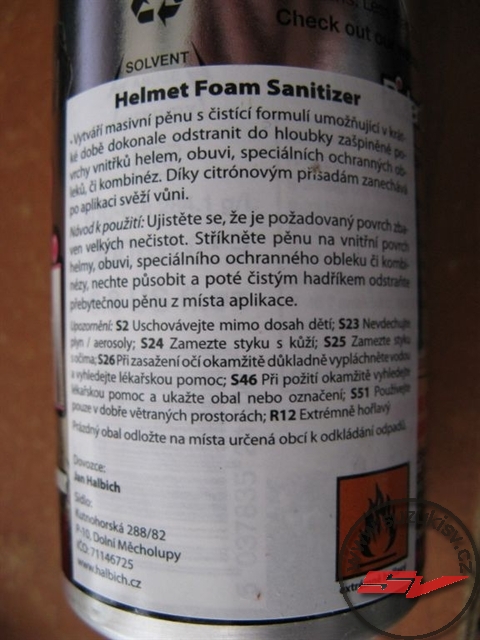 SOLVENT
Check out our
Helmet Foam Sanitizer
- Vytváří masivní pěnu s čistící formulí umožňující v krát-
ké době dokonale odstranit do hloubky zašpiněné po-
vrchy vnitřků helem, obuvi, speciálních ochranných ob-
leků, či kombinéz. Díky citrónovým přísadám zanechává
po aplikaci svěží vůni.
Návod k použití: Ujistěte se, že je požadovaný povrch zba-
ven velkých nečistot. Stříkněte pěnu na vnitřní povrch
helmy, obuvi, speciálního ochranného obleku či kombi-
nézy, nechte působit a poté čistým hadříkem odstraňte
přebytečnou pěnu z místa aplikace.
Upozornění: S2 Uschovávejte mimo dosah dětí; S23 Nevdechujte
plyn / aerosoly; S24 Zamezte styku s kůží; S25 Zamezte styku
s očima; S26 Při zasažení očí okamžitě důkladně vypláchněte vodou
a vyhledejte lékařskou pomoc; S46 Při požití okamžitě vyhledejte
lékařskou pomoc a ukažte obal nebo označení; S51 Používejte
pouze v dobře větraných prostorách; R12 Extrémně hořlavý
Prázdný obal odložte na místa určená obcí k odkládání odpadů.
Dovozce:
Jan Halbich
Sídlo:
Kutnohorská 288/82
P-10, Dolní Měcholupy
IČO: 71146725
www.halbich.cz
SV